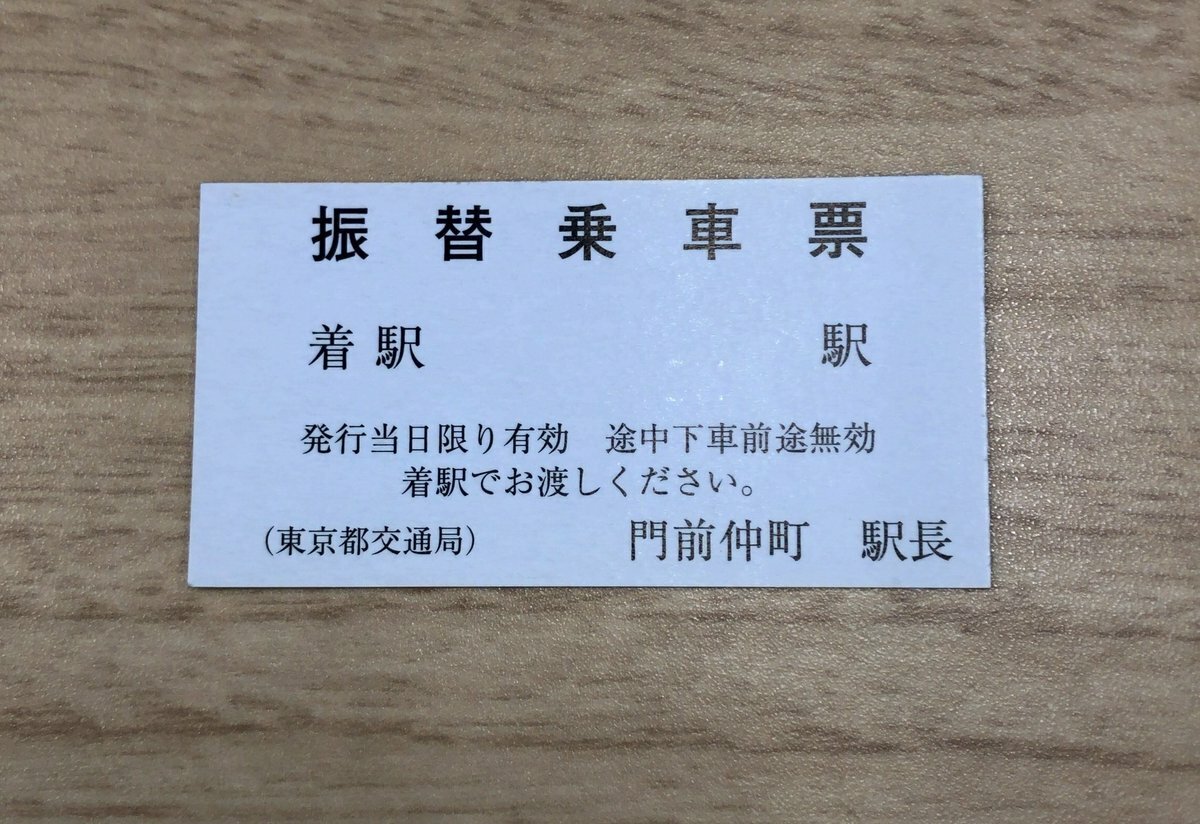 振替乗車票
着駅　　　　　　　　駅
発行当日限り有効　途中下車前途無効
着駅でお渡しください。
（東京都交通局）　　門前仲町　駅長